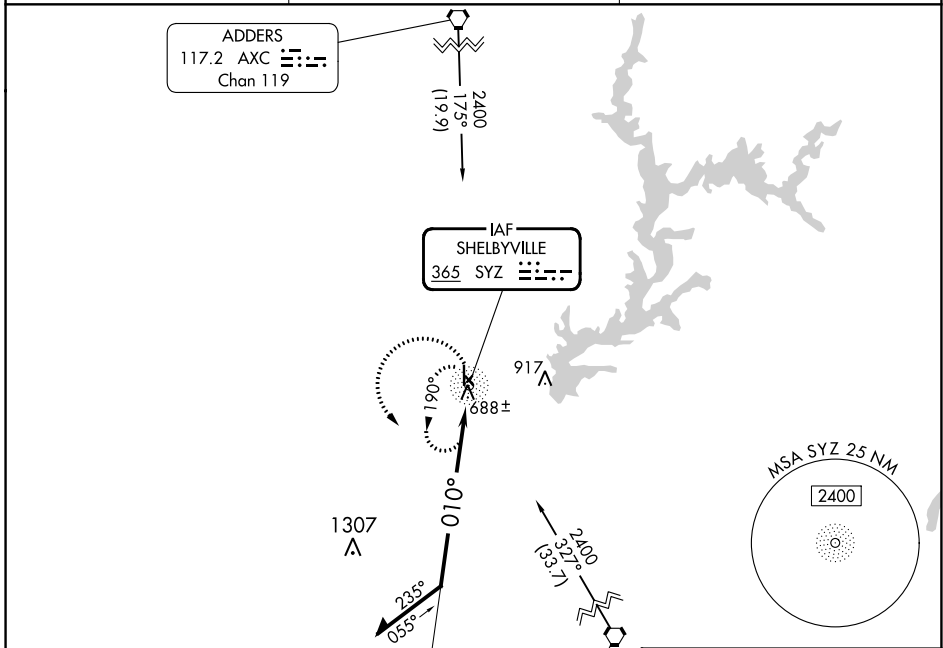 ADDERS
117.2 AXC
Chan 119
2400
175°
(19.9)
IAF
SHELBYVILLE
365 SYZ
917
190°
688±
010°
1307
2400
327°
(33.7)
235°
055°
MSA SYZ 25 NM
2400